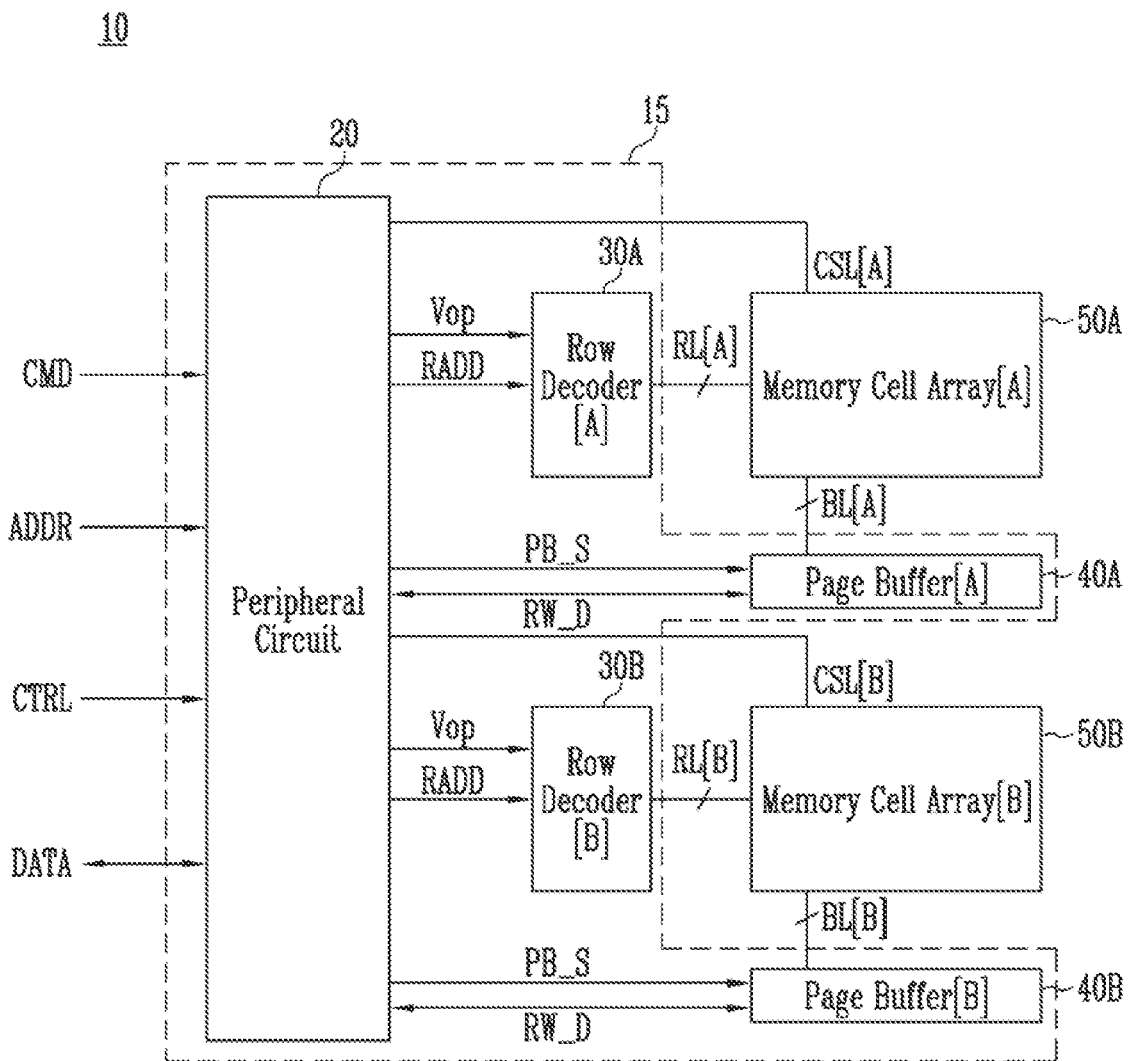 10
15
20
30A
CSL[A]
50A
Vop
RADD
Row
Decoder
[A]
RL[A]
Memory Cell Array[A]
CMD
BL[A]
ADDR
PB_S
RW_D
Page Buffer[A]
40A
Peripheral
Circuit
30B
CSL[B]
50B
CTRL
Vop
RADD
Row
Decoder
[B]
RL[B]
Memory Cell Array[B]
DATA
BL[B]
PB_S
RW_D
Page Buffer[B]
40B